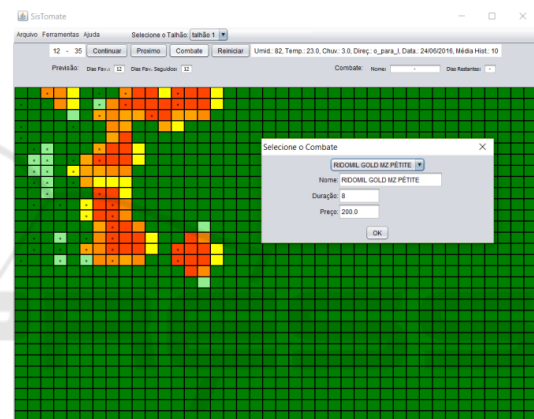 SisTomate
Arquivo Ferramentas Ajuda Selecione o Talhão: talhão 1
12 - 35 Continuar Proximo Combate Reiniciar Umid.: 82, Temp.: 23.0, Chuv.: 3.0, Direç.: o_para_l, Data.: 24/06/2016, Média Hist.: 10
Previsão: Dias Fav.: 12 Dias Fav. Seguidos: 12 Combate: Nome: - Dias Restantes: -
Selecione o Combate
RIDOMIL GOLD MZ PÉTITE
Nome: RIDOMIL GOLD MZ PÉTITE
Duração: 8
Preço: 200.0
OK